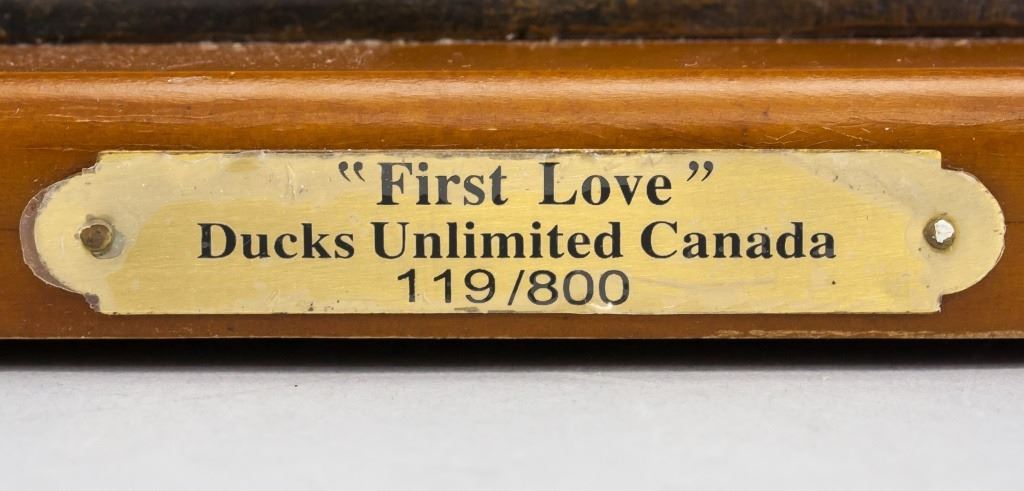 “First Love”
Ducks Unlimited Canada
119/800